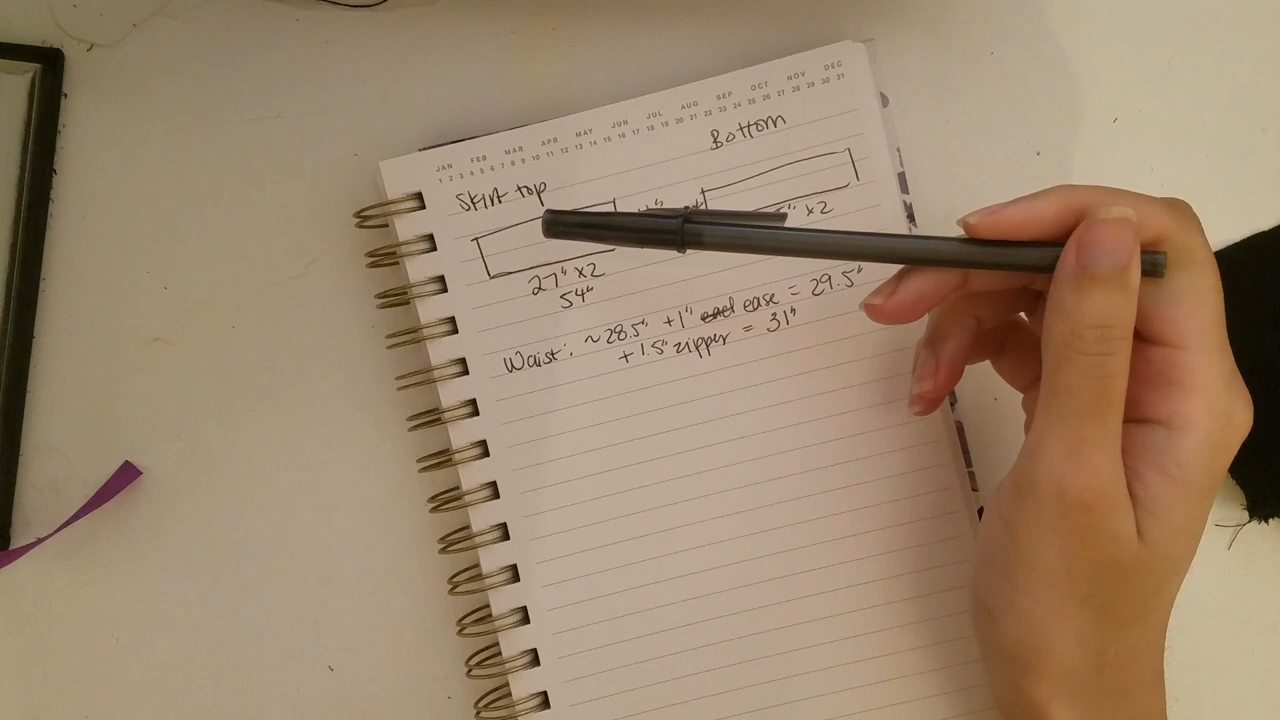 JAN FEB MAR APR MAY JUN JUL AUG SEP OCT NOV DEC
1 2 3 4 5 6 7 8 9 10 11 12 13 14 15 16 17 18 19 20 21 22 23 24 25 26 27 28 29 30 31
Bottom
Skirt top
" x2
27" x2
54"
Waist: ~28.5" +1" ease = 29.5"
+ 1.5" zipper = 31"